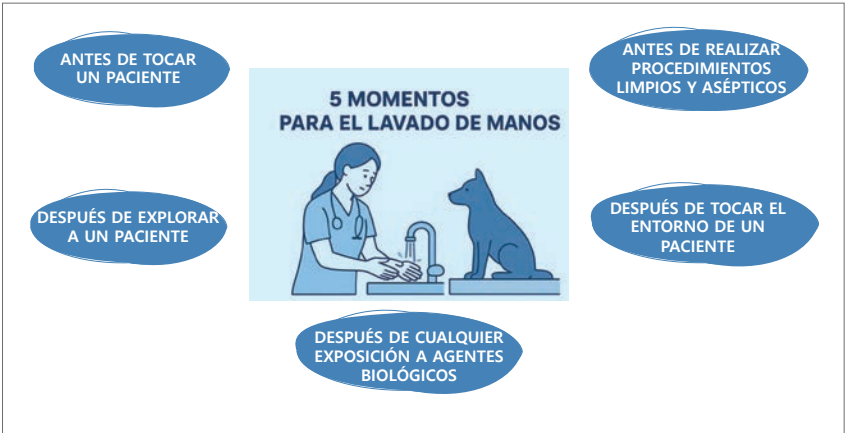 ANTES DE TOCAR
UN PACIENTE
ANTES DE REALIZAR
PROCEDIMIENTOS
LIMPIOS Y ASÉPTICOS
5 MOMENTOS
PARA EL LAVADO DE MANOS
DESPUÉS DE EXPLORAR
A UN PACIENTE
DESPUÉS DE TOCAR EL
ENTORNO DE UN
PACIENTE
DESPUÉS DE CUALQUIER
EXPOSICIÓN A AGENTES
BIOLÓGICOS